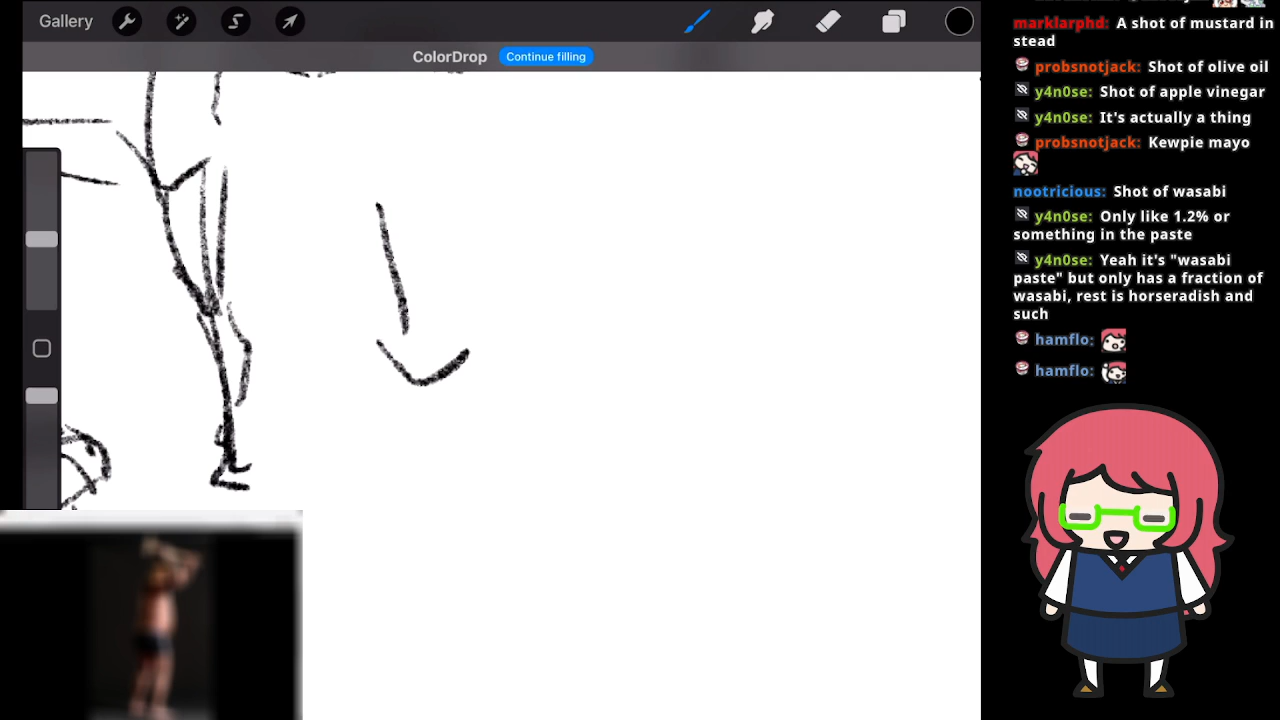 Gallery
ColorDrop Continue filling
marklarphd: A shot of mustard in
stead
probsnotjack: Shot of olive oil
y4n0se: Shot of apple vinegar
y4n0se: It's actually a thing
probsnotjack: Kewpie mayo
nootricious: Shot of wasabi
y4n0se: Only like 1.2% or
something in the paste
y4n0se: Yeah it's "wasabi
paste" but only has a fraction of
wasabi, rest is horseradish and
such
hamflo:
hamflo: